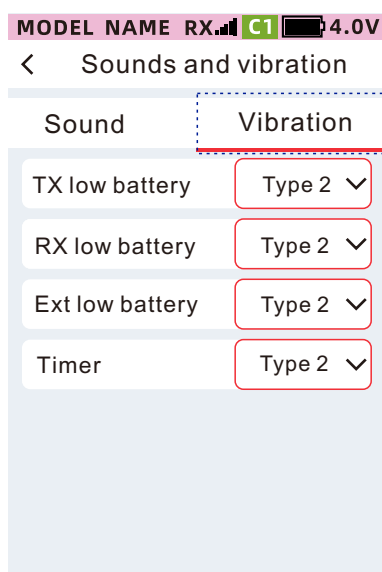 MODEL NAME RX C1 4.0V
Sounds and vibration
Sound Vibration
TX low battery Type 2
RX low battery Type 2
Ext low battery Type 2
Timer Type 2